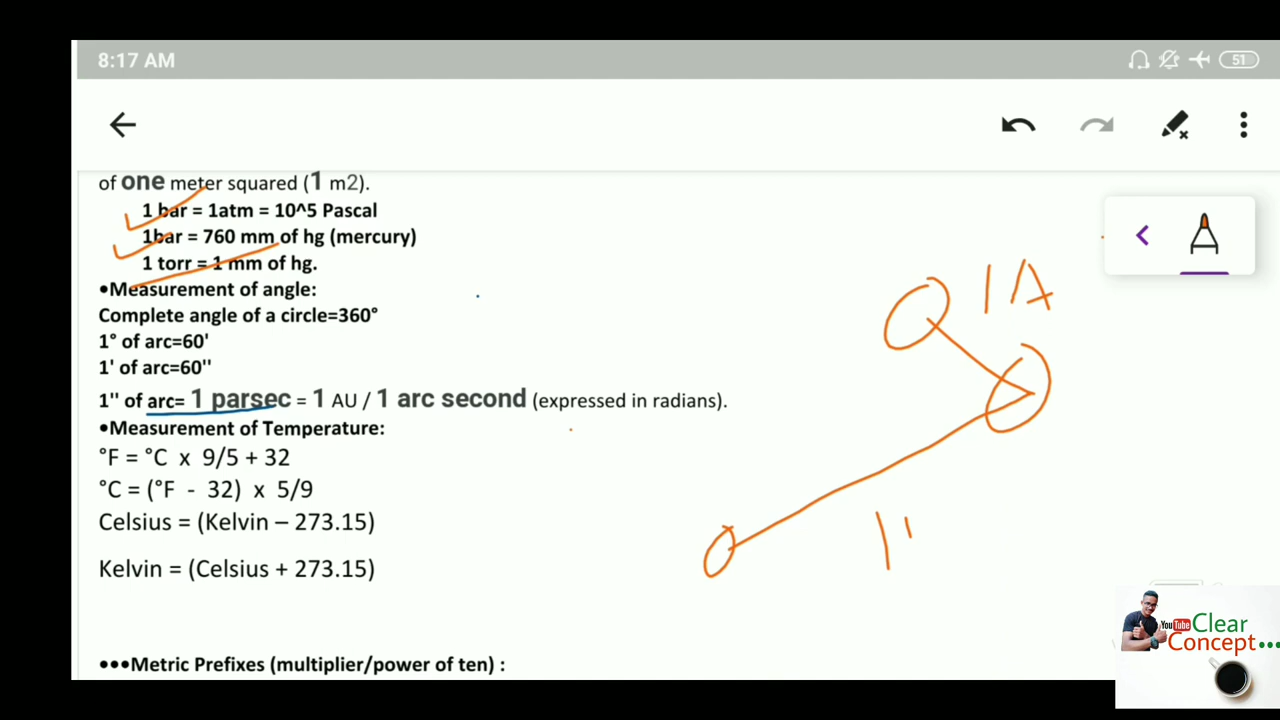 8:17 AM
51
of one meter squared (1 m2).
1 bar = 1atm = 10^5 Pascal
1bar = 760 mm of hg (mercury)
1 torr = 1 mm of hg.
•Measurement of angle:
Complete angle of a circle=360°
1° of arc=60'
1' of arc=60''
1'' of arc= 1 parsec = 1 AU / 1 arc second (expressed in radians).
•Measurement of Temperature:
°F = °C x 9/5 + 32
°C = (°F - 32) x 5/9
Celsius = (Kelvin – 273.15)
Kelvin = (Celsius + 273.15)
•••Metric Prefixes (multiplier/power of ten) :
1A
1'
YouTube Clear
Concept•••